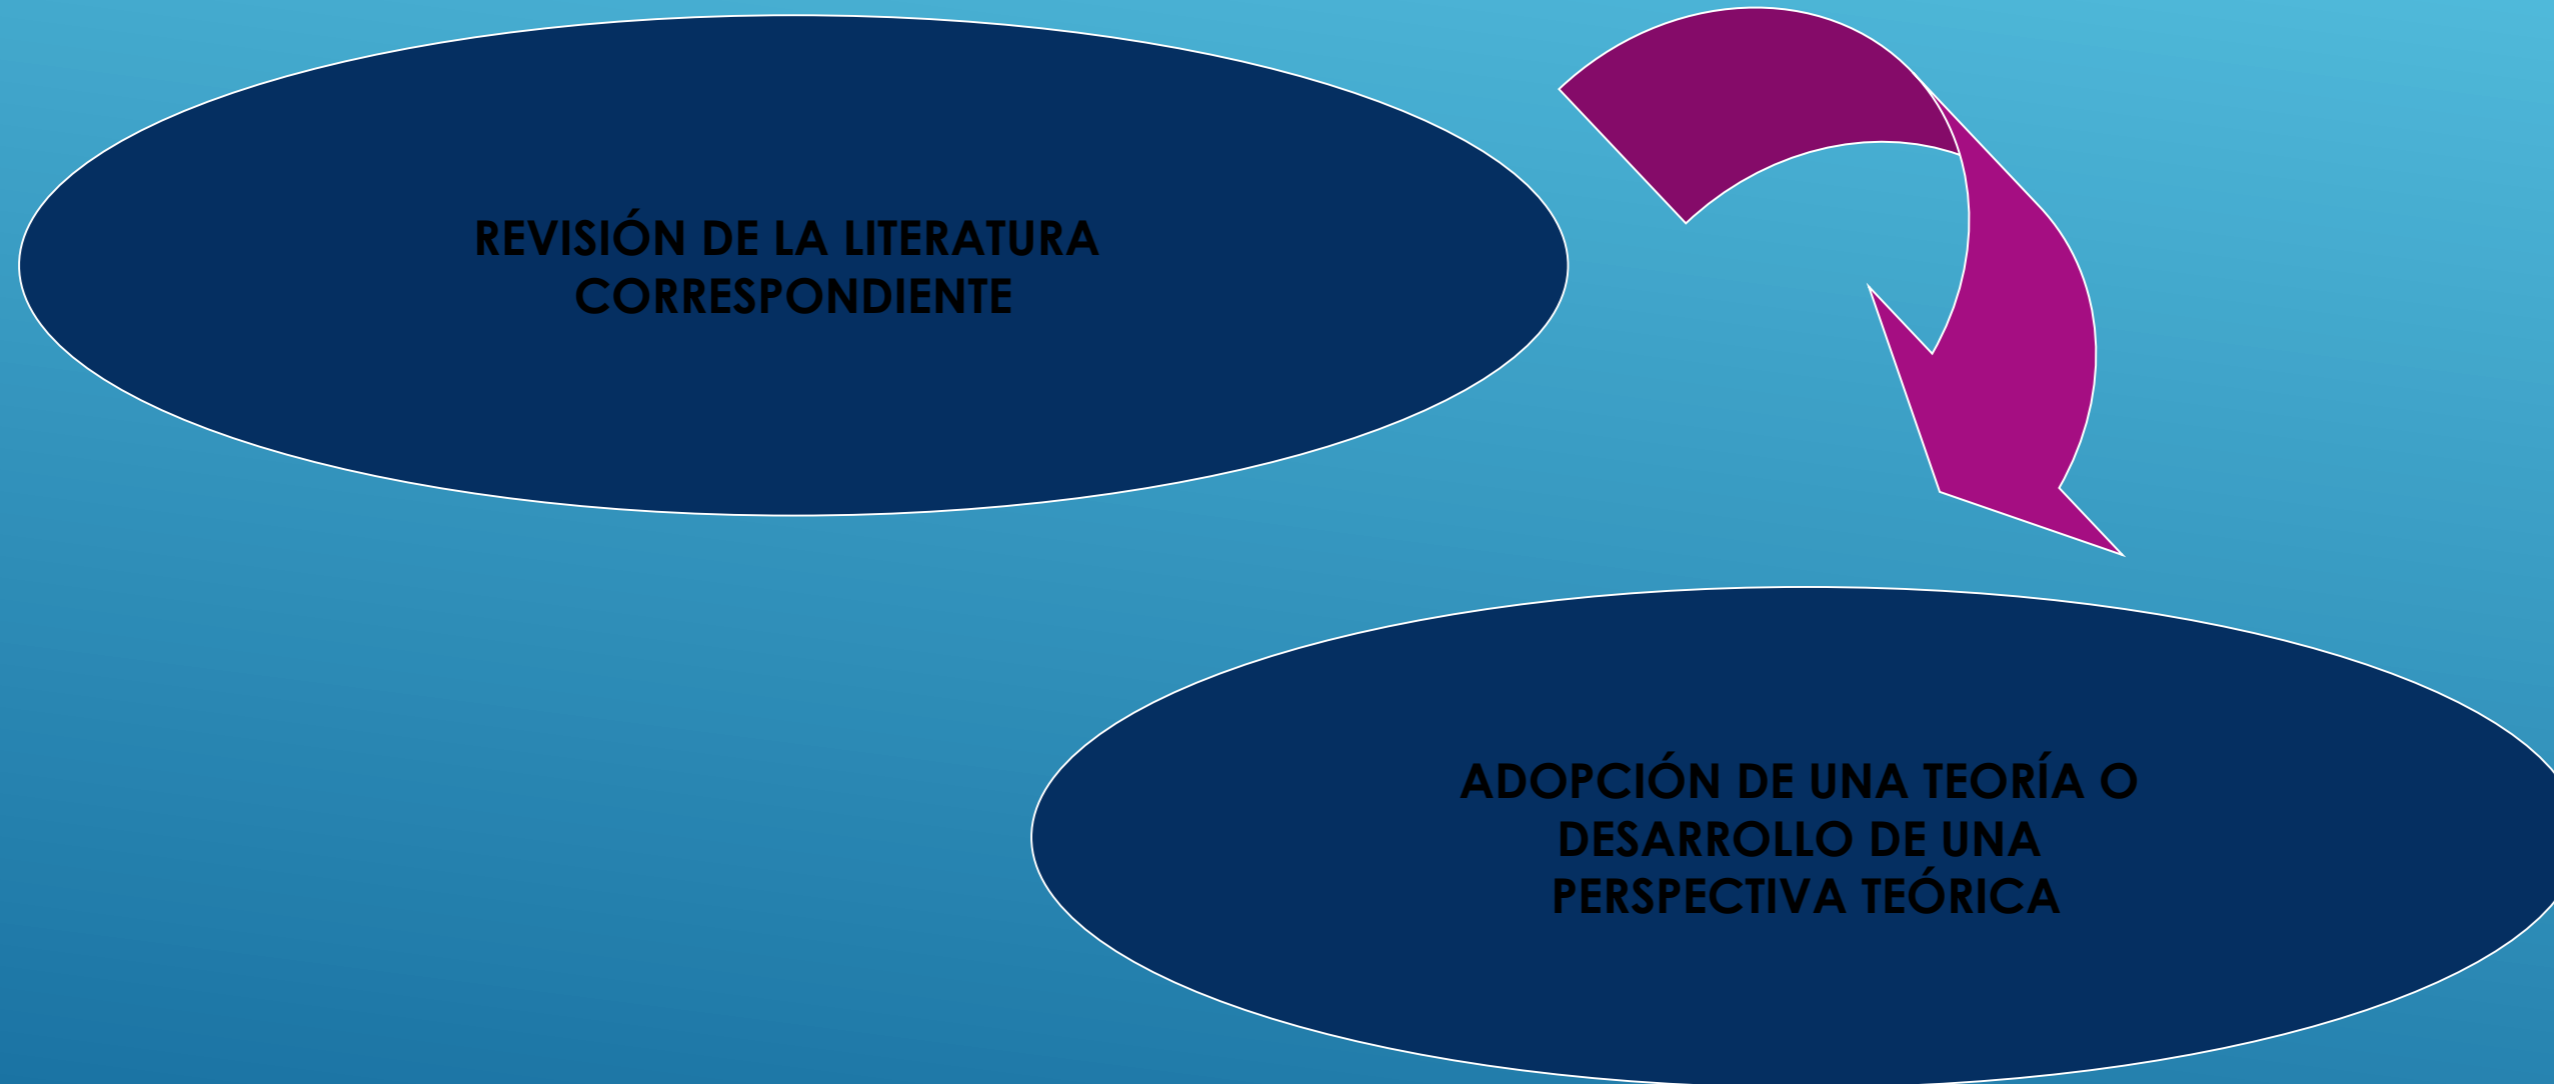 REVISIÓN DE LA LITERATURA
CORRESPONDIENTE
ADOPCIÓN DE UNA TEORÍA O
DESARROLLO DE UNA
PERSPECTIVA TEÓRICA